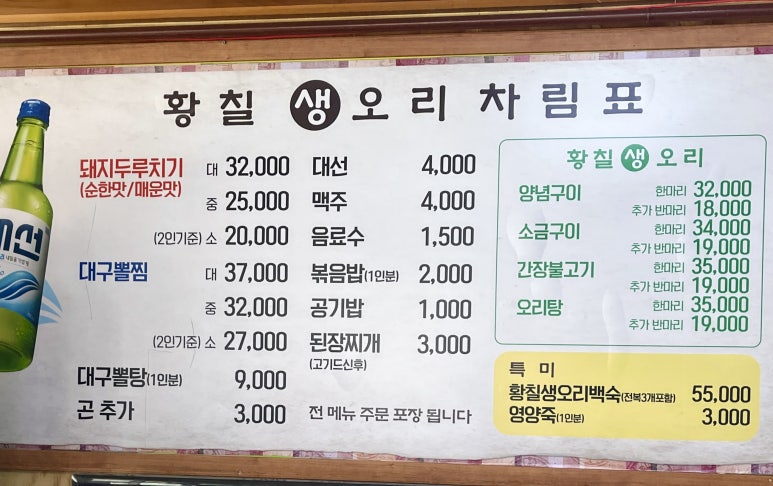 황칠 생오리 차림표
돼지두루치기 대 32,000
(순한맛/매운맛)
중 25,000
(2인기준) 소 20,000
대구뽈찜 대 37,000
중 32,000
(2인기준) 소 27,000
대구뽈탕(1인분) 9,000
곤 추가 3,000
대선 4,000
맥주 4,000
음료수 1,500
볶음밥(1인분) 2,000
공기밥 1,000
된장찌개 3,000
(고기드신후)
전 메뉴 주문 포장 됩니다
황칠 생오리
양념구이 한마리 32,000
추가 반마리 18,000
소금구이 한마리 34,000
추가 반마리 19,000
간장불고기 한마리 35,000
추가 반마리 19,000
오리탕 한마리 35,000
추가 반마리 19,000
특 미
황칠생오리백숙(전복3개포함) 55,000
영양죽(1인분) 3,000